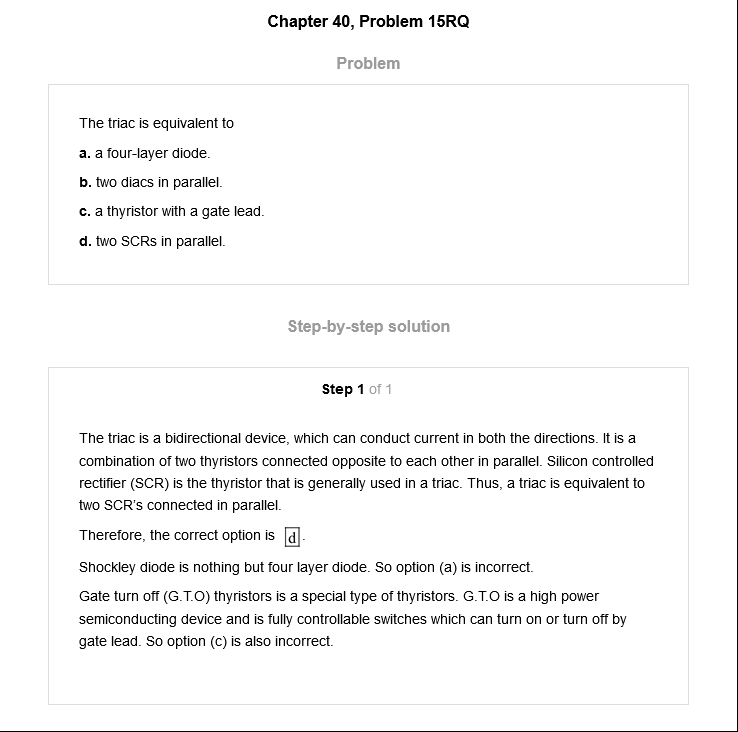 Chapter 40, Problem 15RQ
Problem
The triac is equivalent to
a. a four-layer diode.
b. two diacs in parallel.
c. a thyristor with a gate lead.
d. two SCRs in parallel.
Step-by-step solution
Step 1 of 1
The triac is a bidirectional device, which can conduct current in both the directions. It is a
combination of two thyristors connected opposite to each other in parallel. Silicon controlled
rectifier (SCR) is the thyristor that is generally used in a triac. Thus, a triac is equivalent to
two SCR's connected in parallel.
Therefore, the correct option is d.
Shockley diode is nothing but four layer diode. So option (a) is incorrect.
Gate turn off (G.T.O) thyristors is a special type of thyristors. G.T.O is a high power
semiconducting device and is fully controllable switches which can turn on or turn off by
gate lead. So option (c) is also incorrect.